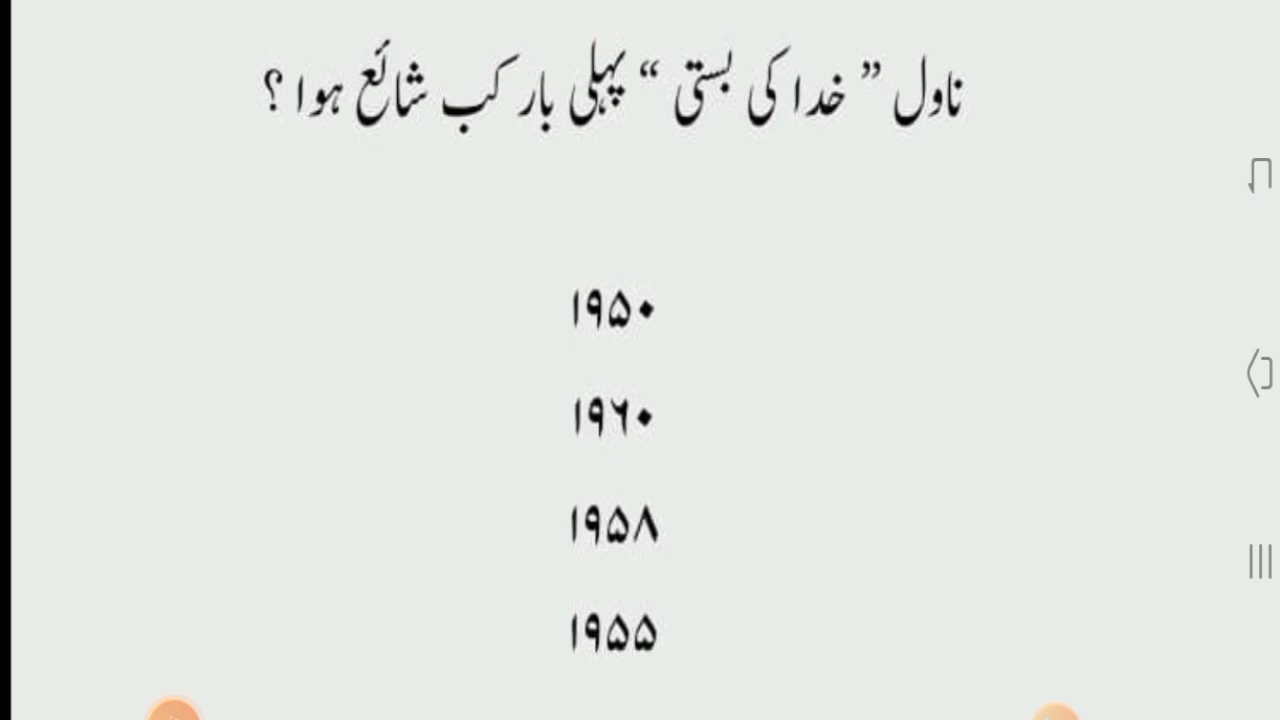 ناول ” خدا کی بستی “ پہلی بار کب شائع ہوا ؟
۱۹۵۰
۱۹۶۰
۱۹۵۸
۱۹۵۵